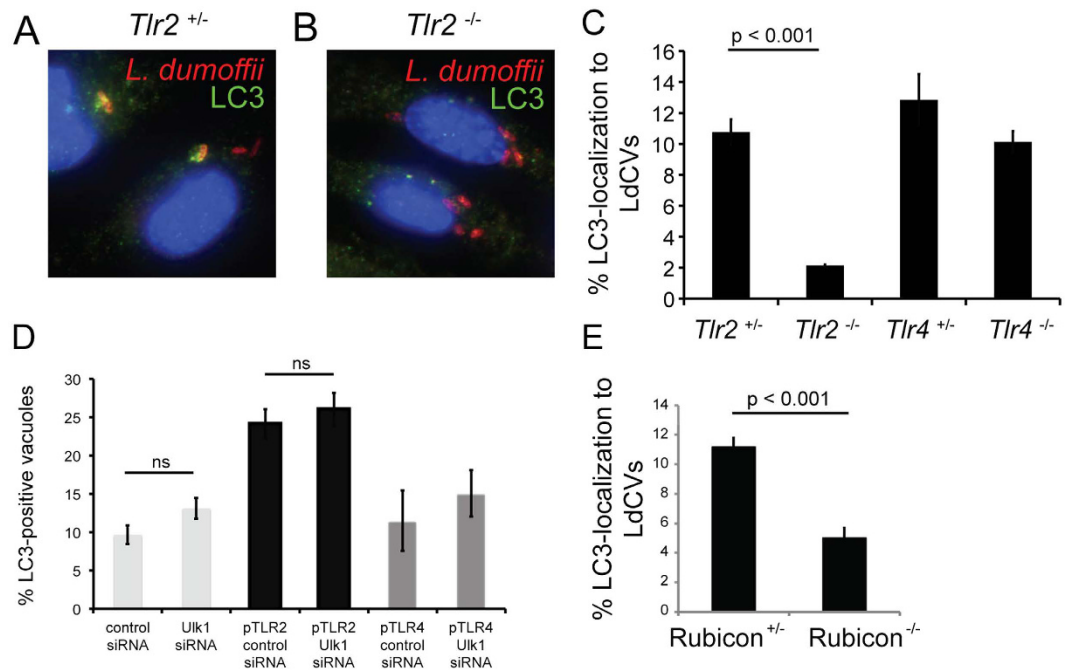 A
Tlr2 +/-
L. dumoffii
LC3
B
Tlr2 -/-
L. dumoffii
LC3
C
p < 0.001
% LC3-localization to
LdCVs
16
14
12
10
8
6
4
2
0
Tlr2 +/- Tlr2 -/- Tlr4 +/- Tlr4 -/-
D
% LC3-positive vacuoles
35
30
25
20
15
10
5
0
ns
ns
control
siRNA
Ulk1
siRNA
pTLR2
control
siRNA
pTLR2
Ulk1
siRNA
pTLR4
control
siRNA
pTLR4
Ulk1
siRNA
E
p < 0.001
% LC3-localization to
LdCVs
14
12
10
8
6
4
2
0
Rubicon+/- Rubicon-/-